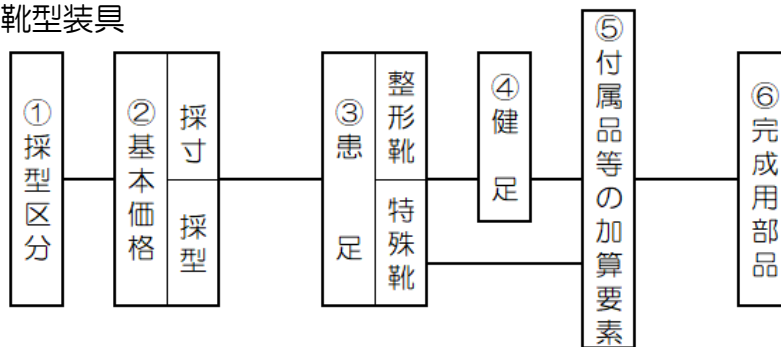 靴型装具
①採型区分
②基本価格
採寸
採型
③患足
整形靴
特殊靴
④健足
⑤付属品等の加算要素
⑥完成用部品